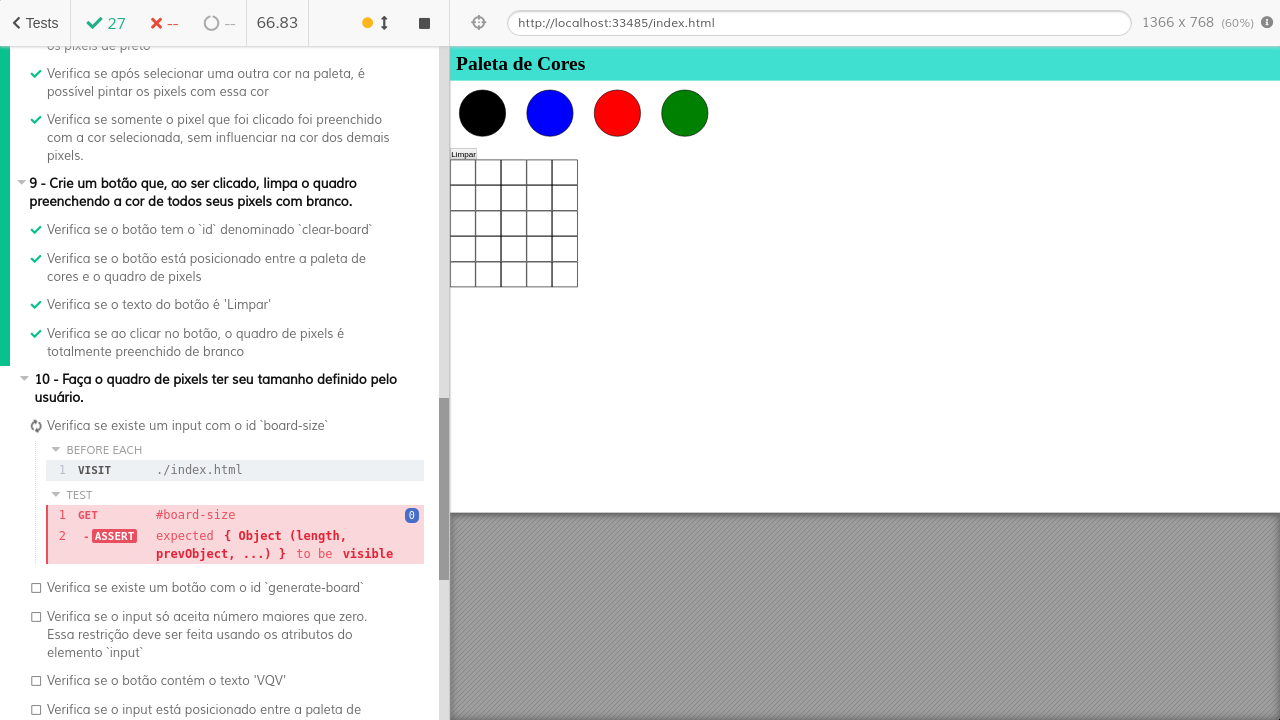 Tests
27
--
--
66.83
http://localhost:33485/index.html
1366 x 768 (60%)
os pixels de preto
Verifica se após selecionar uma outra cor na paleta, é
possível pintar os pixels com essa cor
Verifica se somente o pixel que foi clicado foi preenchido
com a cor selecionada, sem influenciar na cor dos demais
pixels.
9 - Crie um botão que, ao ser clicado, limpa o quadro
preenchendo a cor de todos seus pixels com branco.
Verifica se o botão tem o `id` denominado `clear-board`
Verifica se o botão está posicionado entre a paleta de
cores e o quadro de pixels
Verifica se o texto do botão é 'Limpar'
Verifica se ao clicar no botão, o quadro de pixels é
totalmente preenchido de branco
10 - Faça o quadro de pixels ter seu tamanho definido pelo
usuário.
Verifica se existe um input com o id `board-size`
BEFORE EACH
1 VISIT ./index.html
TEST
1 GET #board-size 0
2 - ASSERT expected { Object (length,
prevObject, ...) } to be visible
Verifica se existe um botão com o id `generate-board`
Verifica se o input só aceita número maiores que zero.
Essa restrição deve ser feita usando os atributos do
elemento `input`
Verifica se o botão contém o texto 'VQV'
Verifica se o input está posicionado entre a paleta de
Paleta de Cores
Limpar